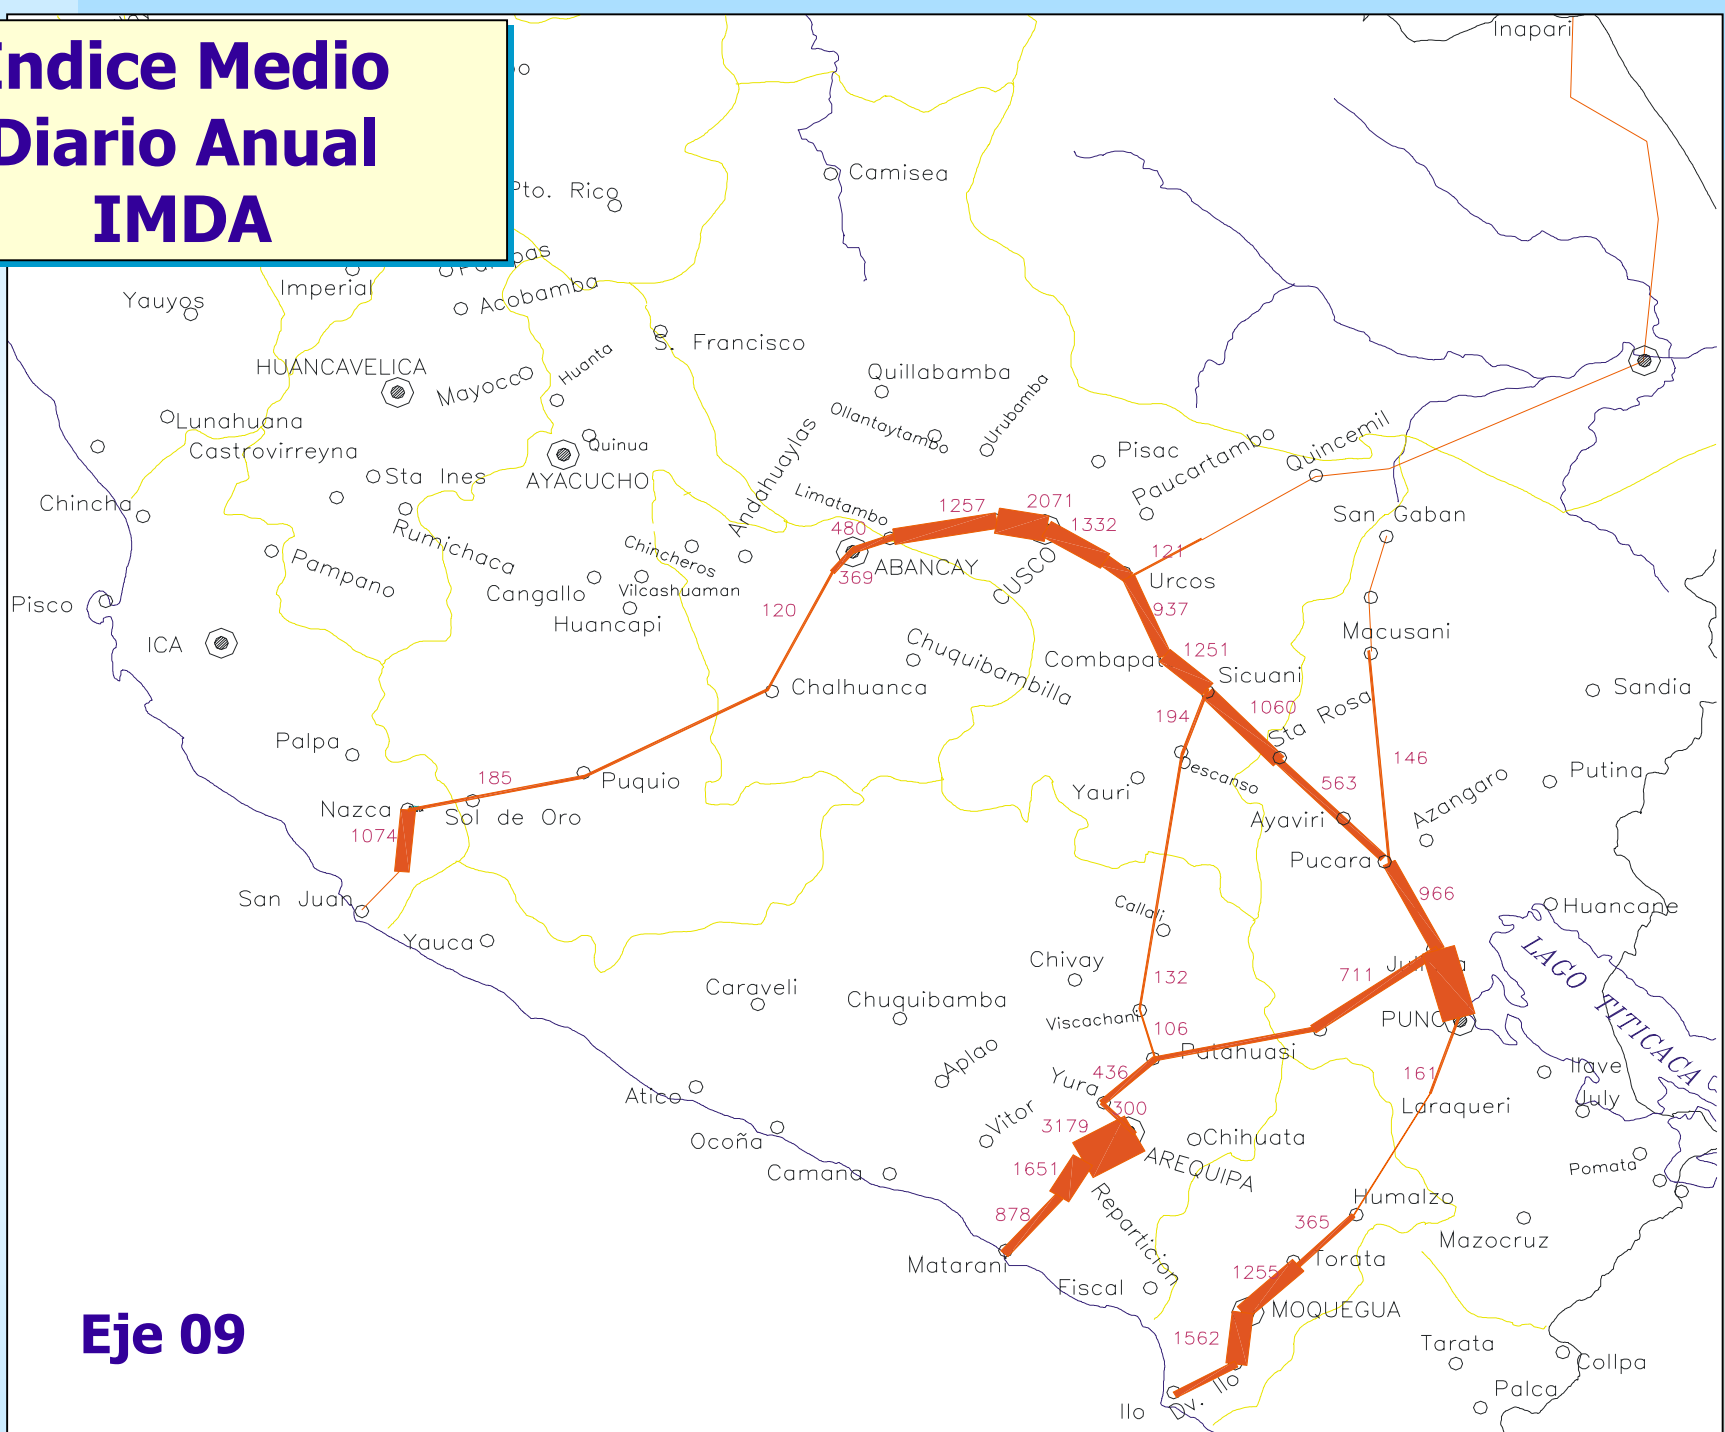 Indice Medio
Diario Anual
IMDA
Inapari
Camisea
Pto. Rico
Imperial
Acobamba
Yauyos
S. Francisco
HUANCAVELICA
Mayocc
Huanta
Quillabamba
Ollantaytambo
Urubamba
Lunahuana
Castrovirreyna
Quinua
Sta Ines
AYACUCHO
Andahuaylas
Pisac
Paucartambo
Quincemil
Chincha
Rumichaca
Limatambo
1257
2071
1332
480
San Gaban
Pampano
Chincheros
369
ABANCAY
CUSCO
121
Urcos
Pisco
Cangallo
Vilcashuaman
Huancapi
120
937
ICA
Macusani
Chuquibambilla
Combapata
1251
Sicuani
Chalhuanca
Sandia
194
1060
Sta Rosa
Palpa
185
Puquio
Descanso
Yauri
563
146
Putina
Azangaro
Nazca
Sol de Oro
1074
Ayaviri
Pucara
966
San Juan
Yauca
Callali
Huancane
Chivay
132
711
LAGO TITICACA
Caraveli
Chuquibamba
Viscachani
106
PUNO
Patahuasi
Aplao
Yura
436
161
Ilave
Atico
300
Laraqueri
July
Ocoña
Vitor
3179
Chihuata
AREQUIPA
Camana
1651
Pomata
Reparticion
878
365
Humalzo
Mazocruz
Matarani
Fiscal
1255
Torata
MOQUEGUA
Eje 09
1562
Tarata
Collpa
Palca
Ilo
Dv. Ilo